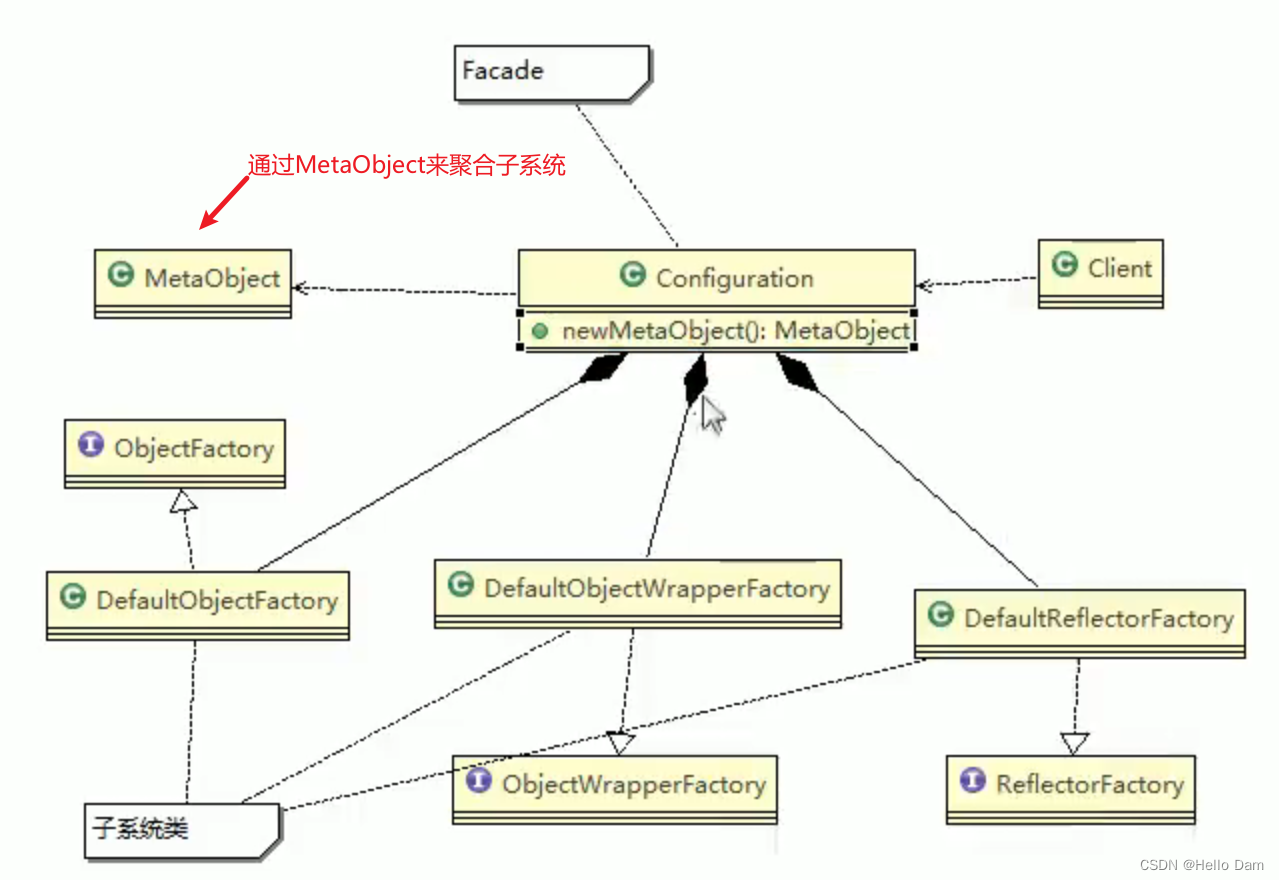 Facade
通过MetaObject来聚合子系统
C MetaObject
C Configuration
C Client
newMetaObject(): MetaObject
I ObjectFactory
C DefaultObjectFactory
C DefaultObjectWrapperFactory
C DefaultReflectorFactory
I ObjectWrapperFactory
I ReflectorFactory
子系统类
CSDN @Hello Dam